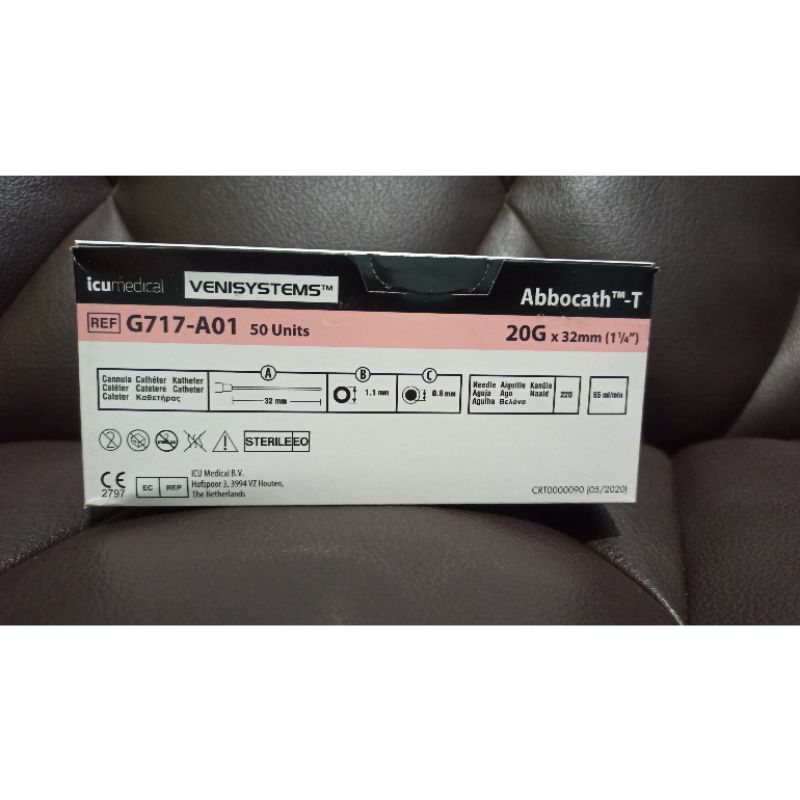 icumedical VENISYSTEMS™ Abbocath™-T
REF G717-A01 50 Units 20G x 32mm (1¼")
A B C
Cannula Cathéter Katheter
Catéter Catetere Catheter
Cateter Καθετήρας
32 mm
1.1 mm
0.8 mm
Needle Aiguille Kanüle
Aguja Ago Naald
Agulha Βελόνα
22G
65 ml/min
2 STERILE EO
CE
2797
EC REP
ICU Medical B.V.
Hofspoor 3, 3994 VZ Houten,
The Netherlands
CRT0000090 (05/2020)